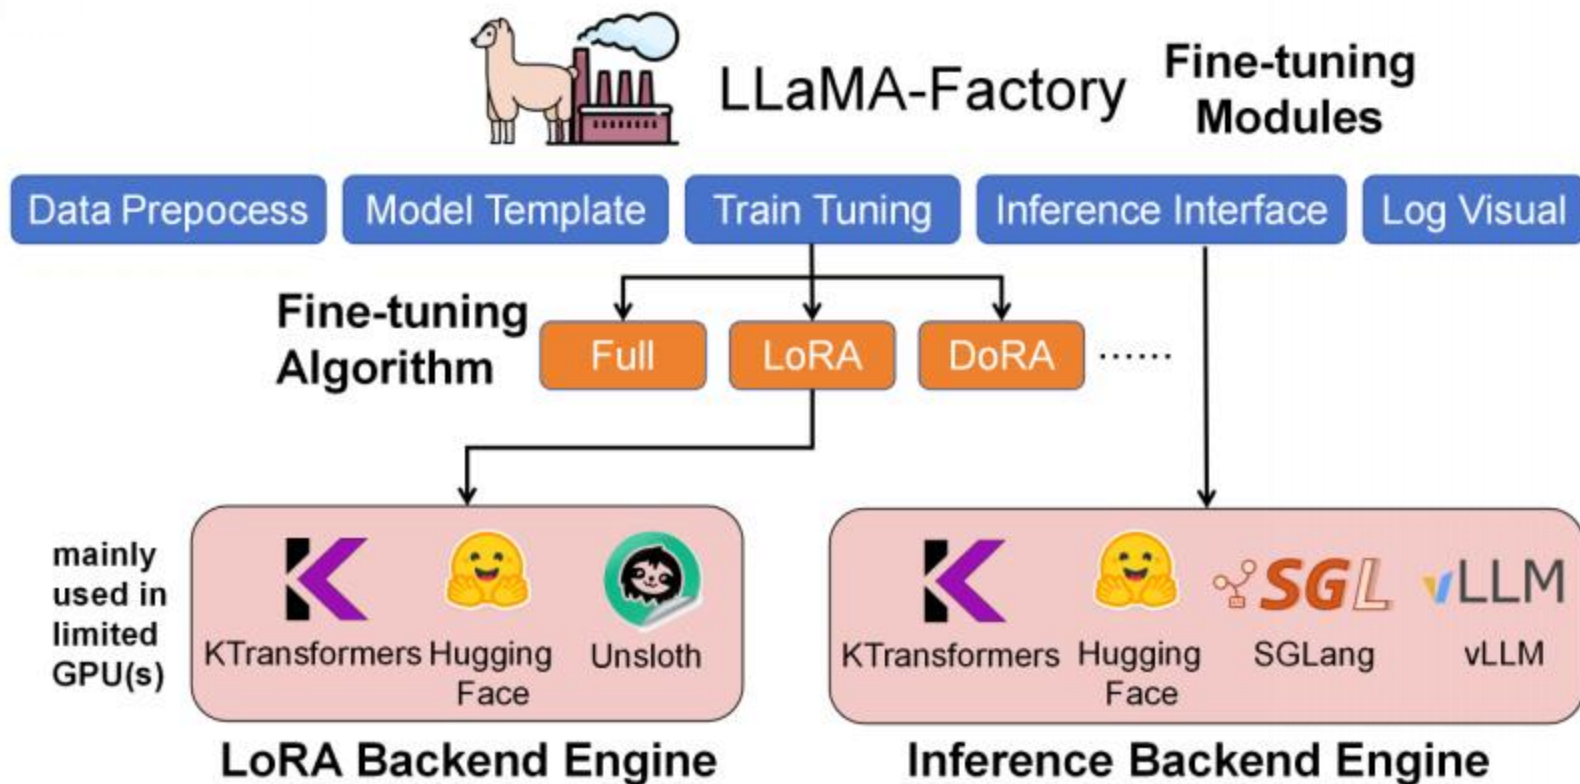 LLaMA-Factory
Fine-tuning
Modules
Data Prepocess
Model Template
Train Tuning
Inference Interface
Log Visual
Fine-tuning
Algorithm
Full
LoRA
DoRA
......
mainly
used in
limited
GPU(s)
KTransformers
Hugging
Face
Unsloth
LoRA Backend Engine
KTransformers
Hugging
Face
SGL
SGLang
vLLM
vLLM
Inference Backend Engine